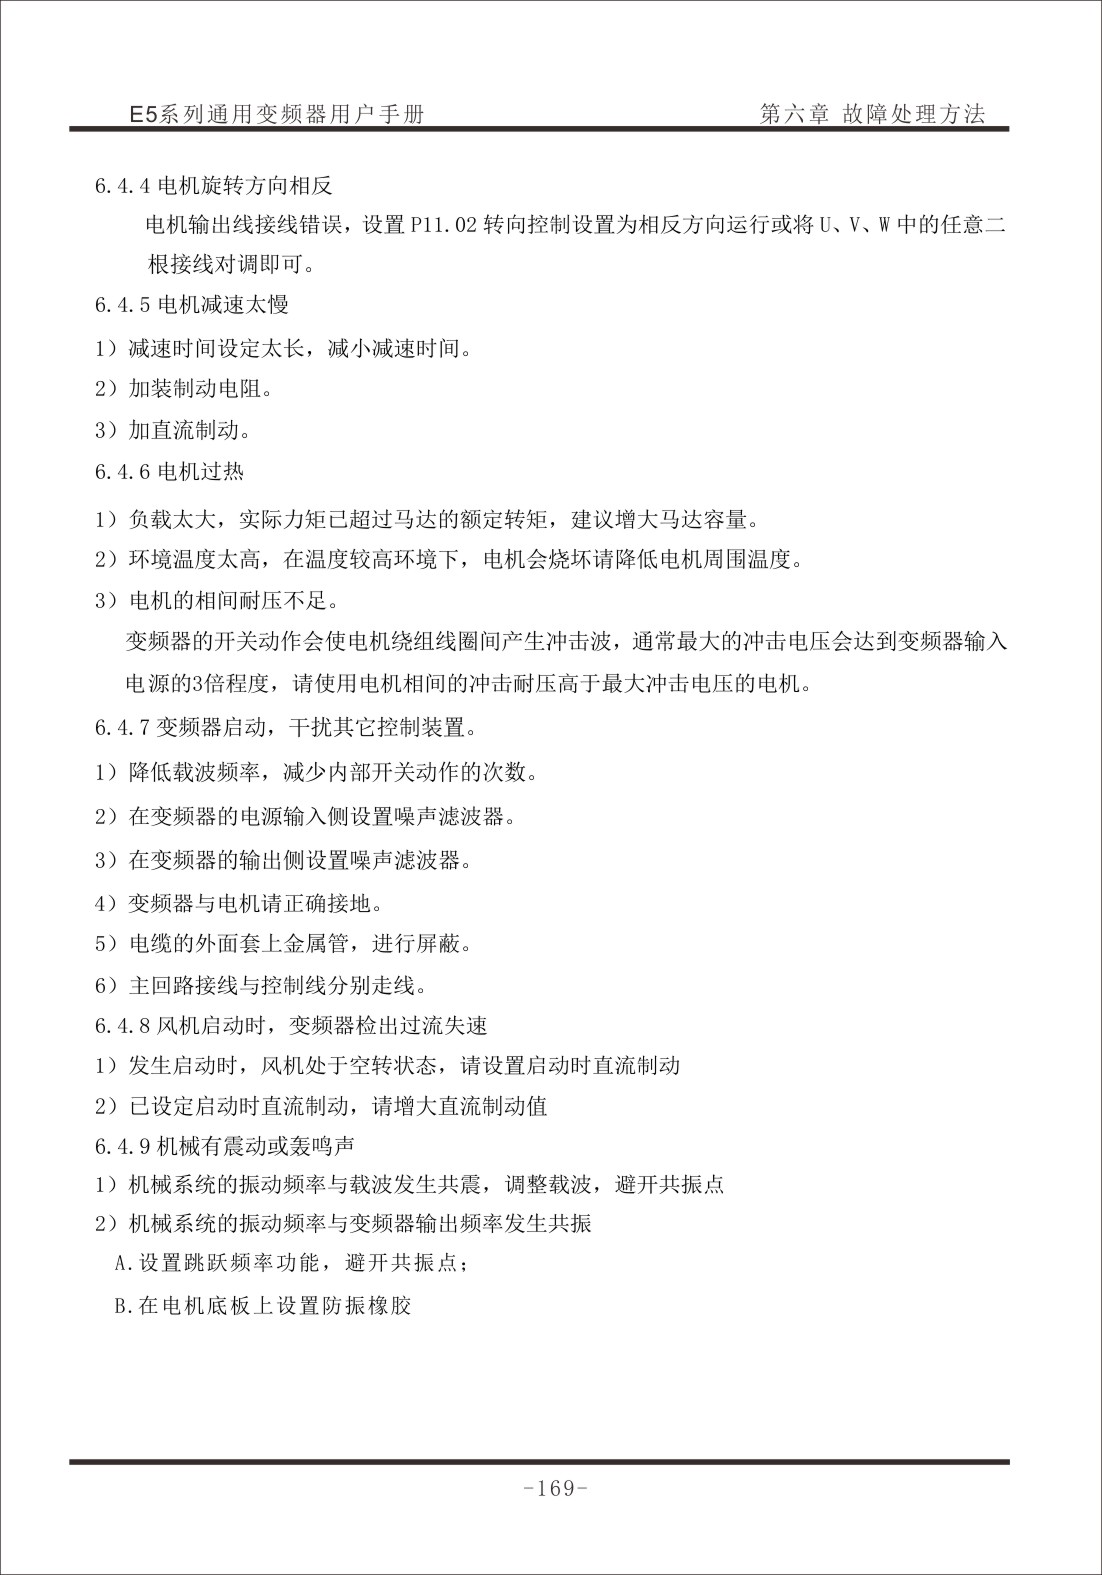 E5系列通用变频器用户手册 第六章 故障处理方法
6.4.4 电机旋转方向相反
电机输出线接线错误，设置 P11.02 转向控制设置为相反方向运行或将 U、V、W 中的任意二
根接线对调即可。
6.4.5 电机减速太慢
1）减速时间设定太长，减小减速时间。
2）加装制动电阻。
3）加直流制动。
6.4.6 电机过热
1）负载太大，实际力矩已超过马达的额定转矩，建议增大马达容量。
2）环境温度太高，在温度较高环境下，电机会烧坏请降低电机周围温度。
3）电机的相间耐压不足。
变频器的开关动作会使电机绕组线圈间产生冲击波，通常最大的冲击电压会达到变频器输入
电源的3倍程度，请使用电机相间的冲击耐压高于最大冲击电压的电机。
6.4.7 变频器启动，干扰其它控制装置。
1）降低载波频率，减少内部开关动作的次数。
2）在变频器的电源输入侧设置噪声滤波器。
3）在变频器的输出侧设置噪声滤波器。
4）变频器与电机请正确接地。
5）电缆的外面套上金属管，进行屏蔽。
6）主回路接线与控制线分别走线。
6.4.8 风机启动时，变频器检出过流失速
1）发生启动时，风机处于空转状态，请设置启动时直流制动
2）已设定启动时直流制动，请增大直流制动值
6.4.9 机械有震动或轰鸣声
1）机械系统的振动频率与载波发生共震，调整载波，避开共振点
2）机械系统的振动频率与变频器输出频率发生共振
A.设置跳跃频率功能，避开共振点；
B.在电机底板上设置防振橡胶
-169-